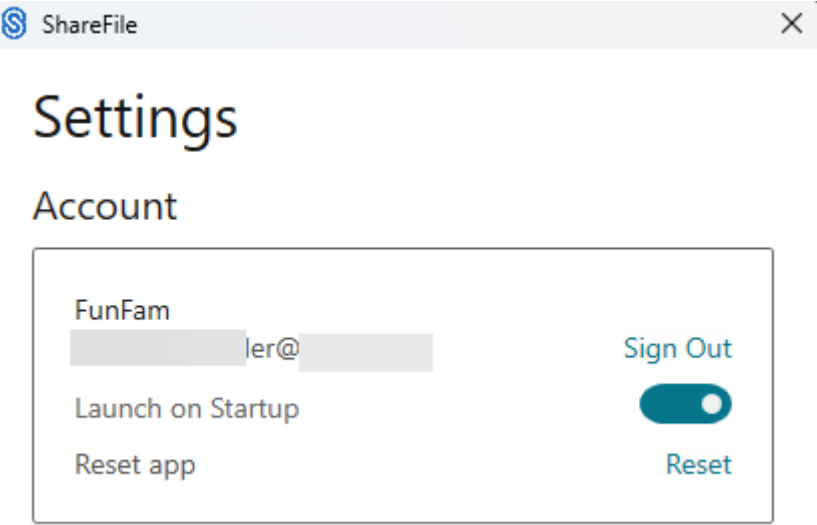 ShareFile
Settings
Account
FunFam
ler@
Sign Out
Launch on Startup
Reset app
Reset